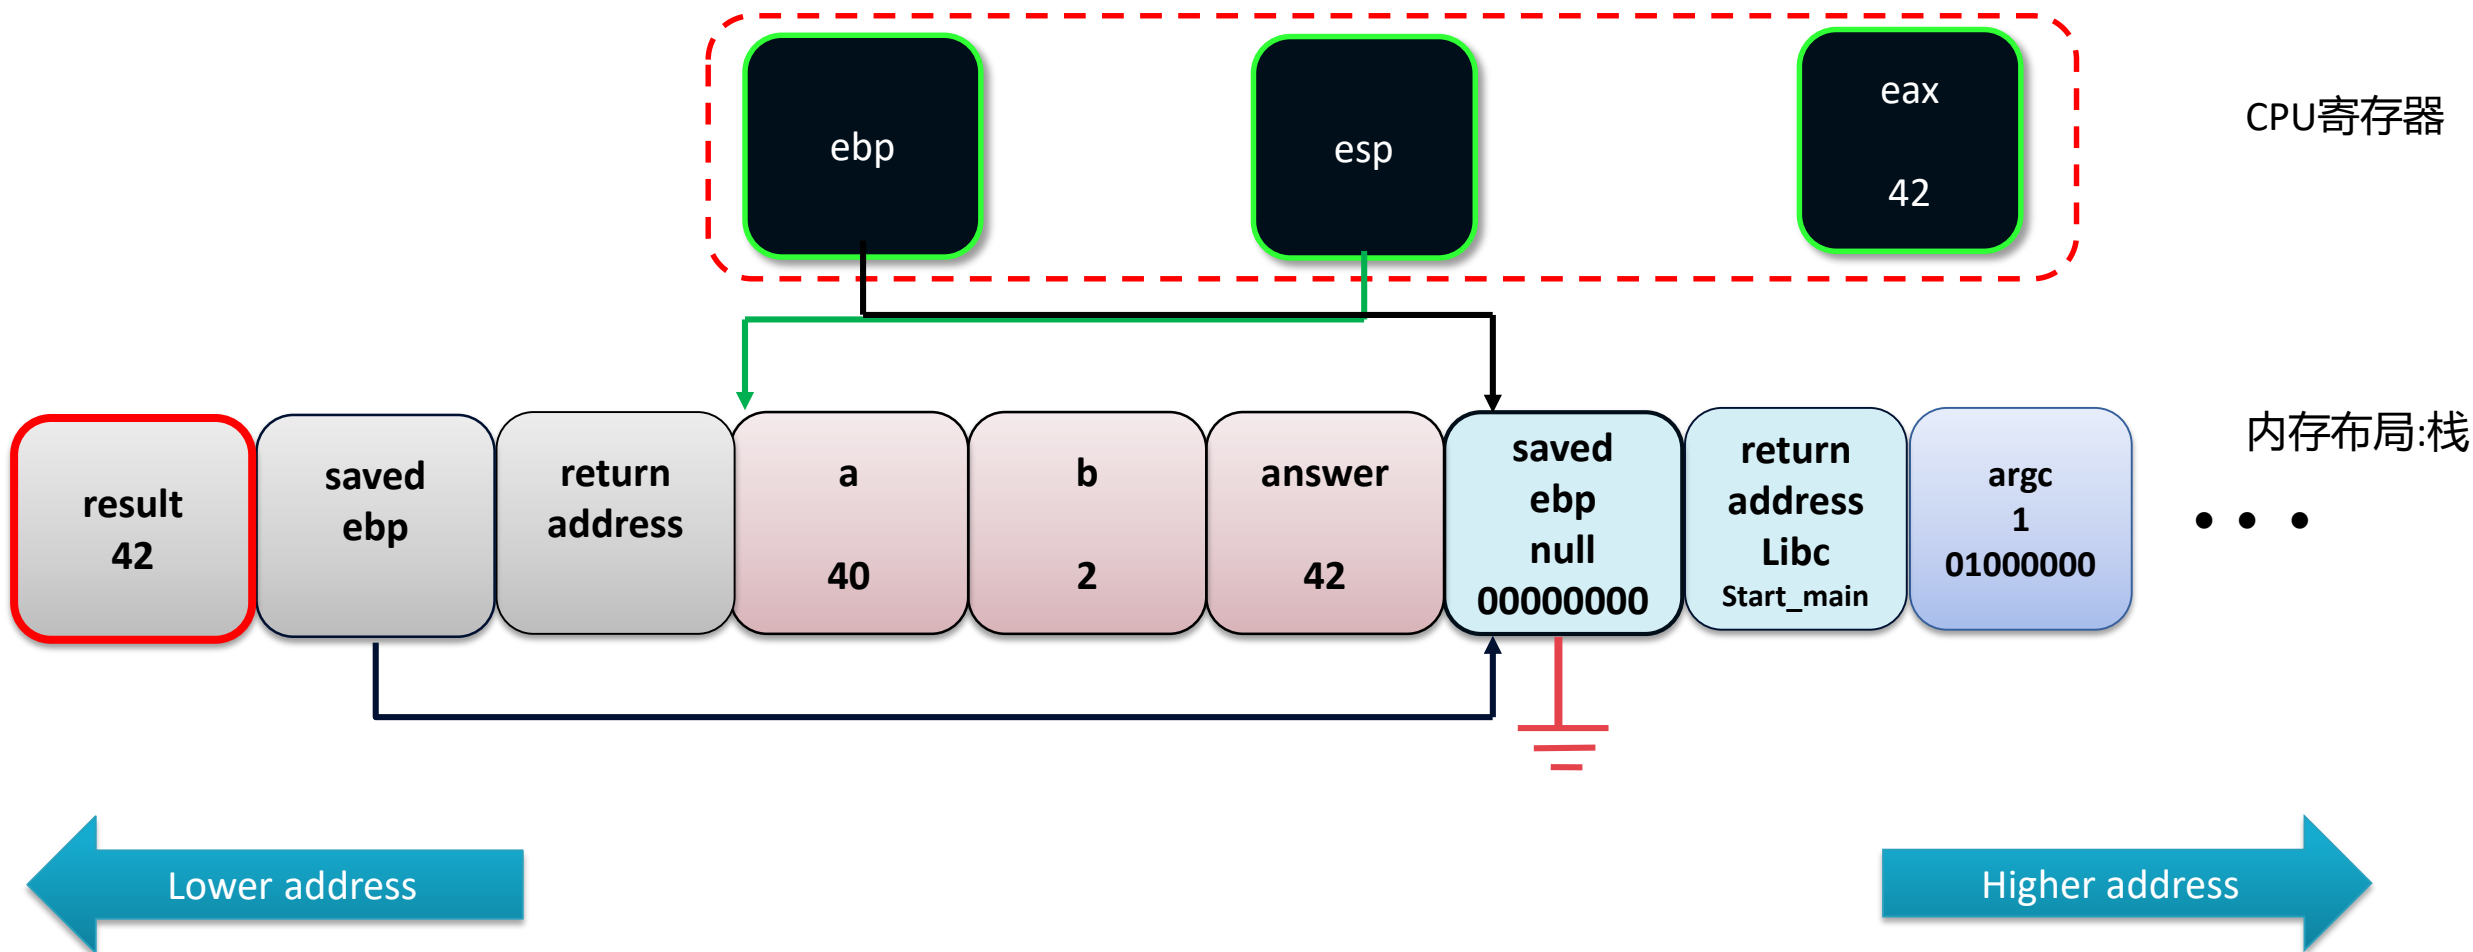 ebp
esp
eax
42
CPU寄存器
result
42
saved
ebp
return
address
a
40
b
2
answer
42
saved
ebp
null
00000000
return
address
Libc
Start_main
argc
1
01000000
内存布局:栈
Lower address
Higher address